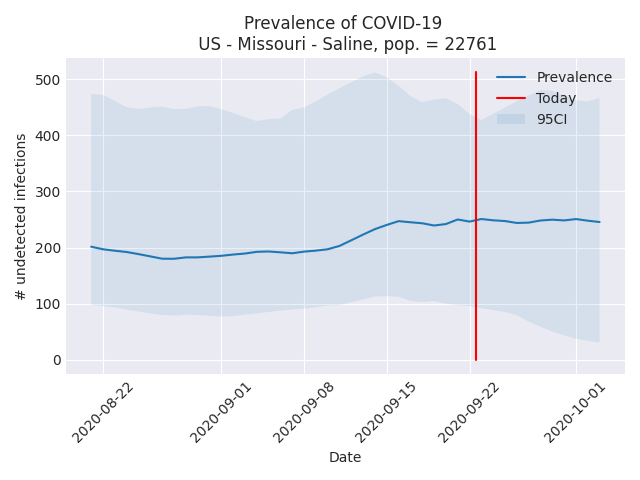 Prevalence of COVID-19
US - Missouri - Saline, pop. = 22761
# undetected infections
500
400
300
200
100
0
Prevalence
Today
95CI
2020-08-22
2020-09-01
2020-09-08
2020-09-15
2020-09-22
2020-10-01
Date